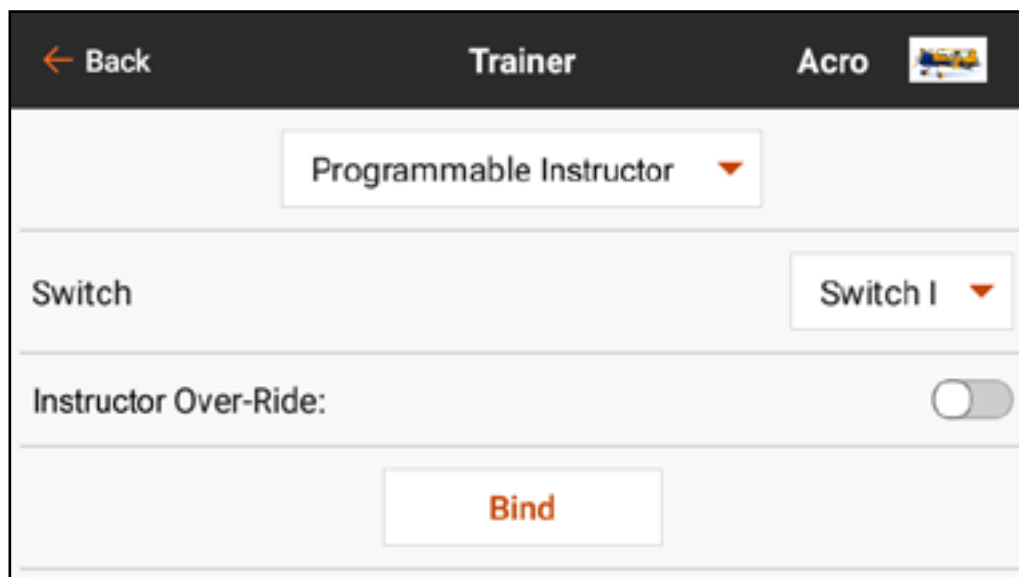 Back Trainer Acro
Programmable Instructor
Switch Switch I
Instructor Over-Ride:
Bind